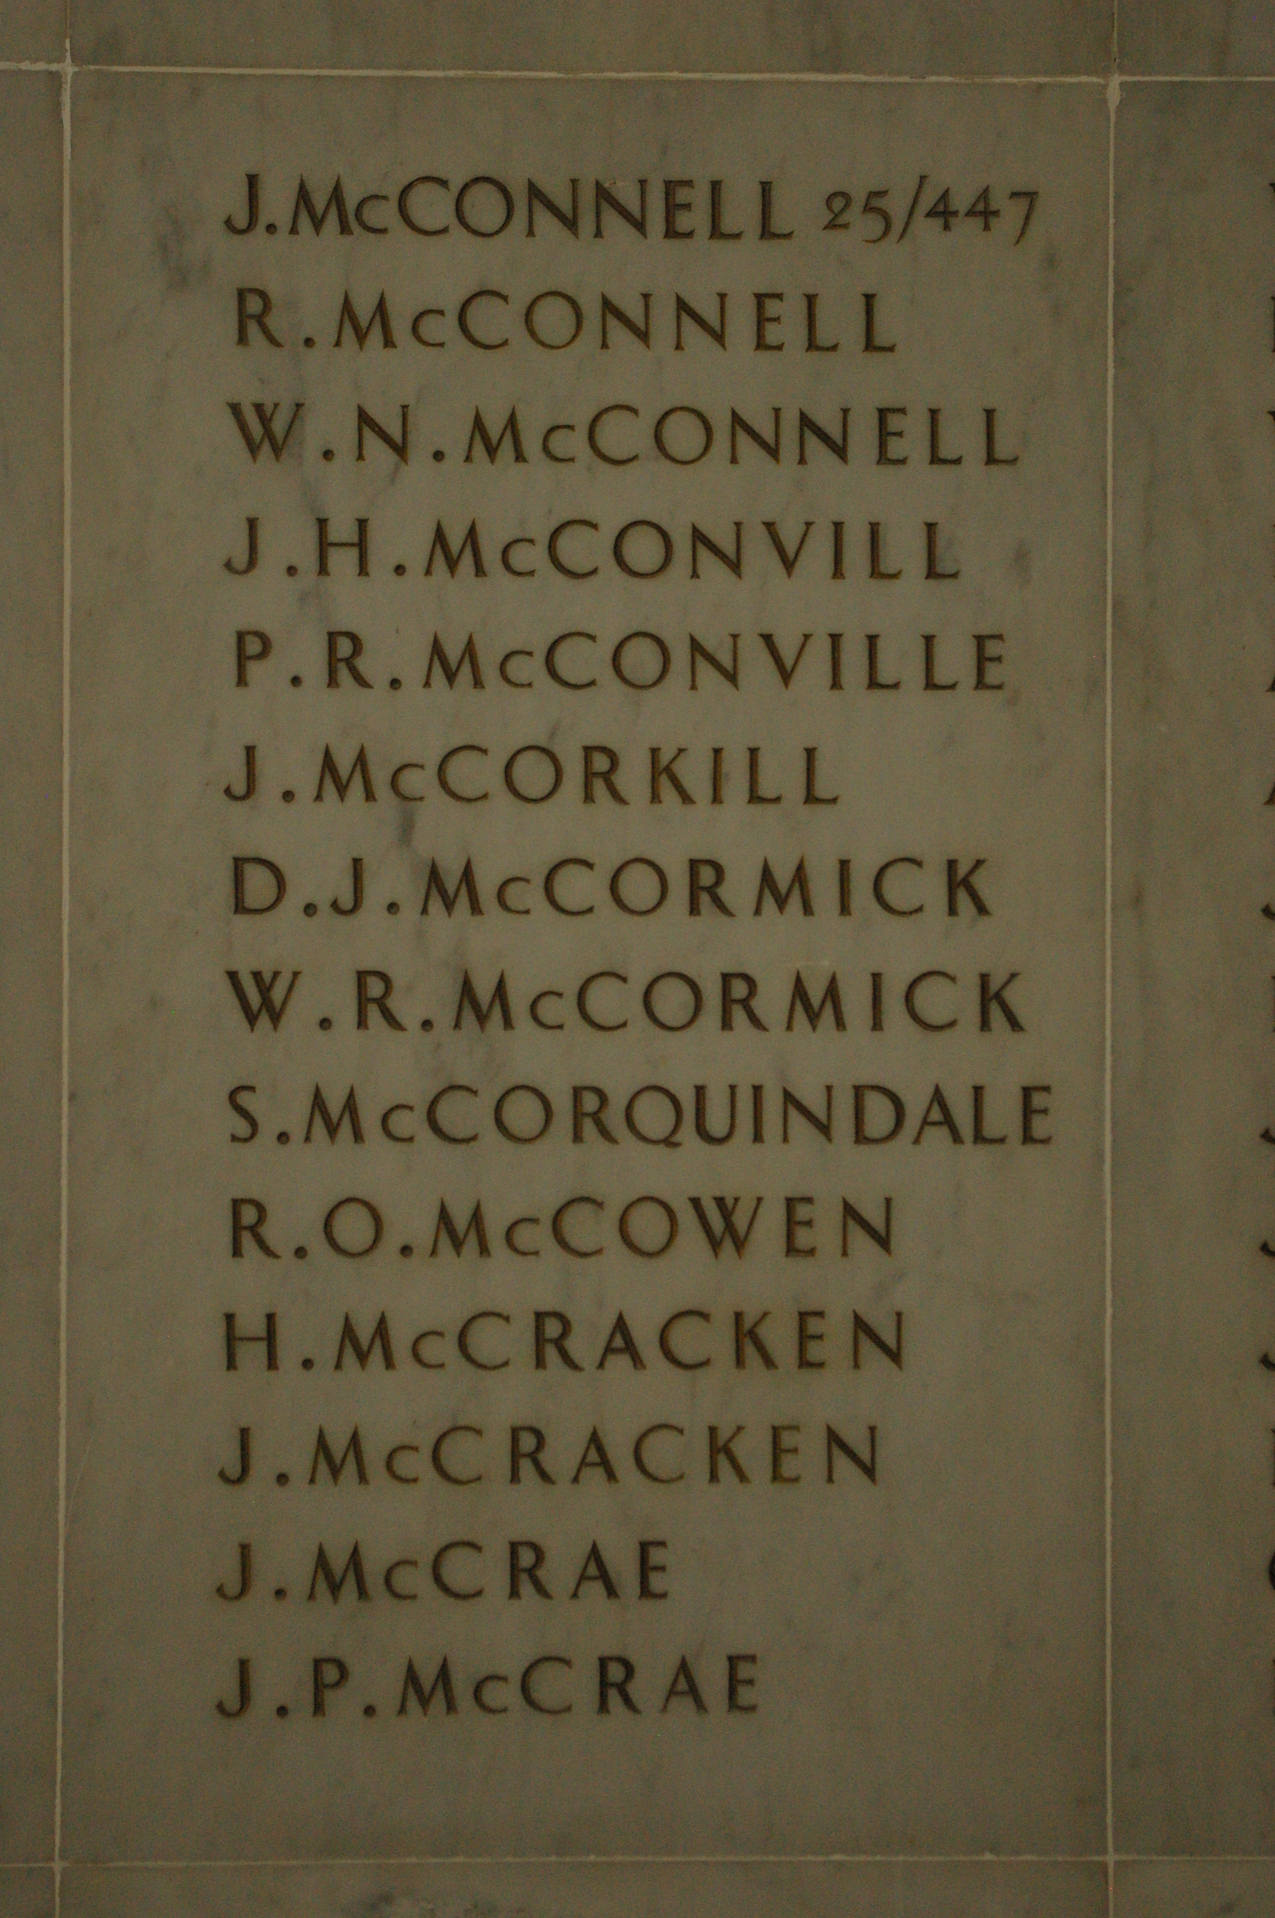 J.McCONNELL 25/447
R.McCONNELL
W.N.McCONNELL
J.H.McCONVILL
P.R.McCONVILLE
J.McCORKILL
D.J.McCORMICK
W.R.McCORMICK
S.McCORQUINDALE
R.O.McCOWEN
H.McCRACKEN
J.McCRACKEN
J.McCRAE
J.P.McCRAE